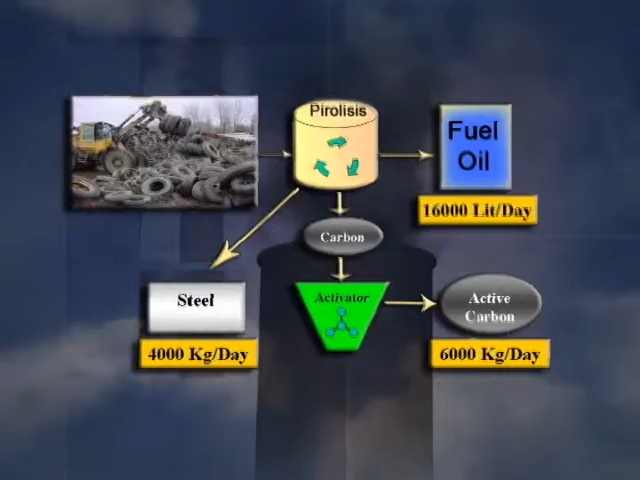 Pirolisis
Fuel
Oil
16000 Lit/Day
Carbon
Steel
Activator
Active
Carbon
4000 Kg/Day
6000 Kg/Day